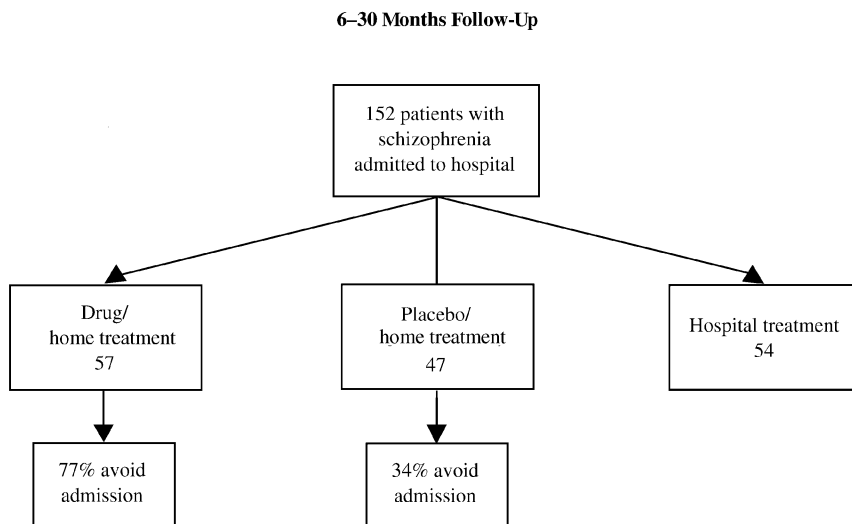 6–30 Months Follow-Up
152 patients with
schizophrenia
admitted to hospital
Drug/
home treatment
57
Placebo/
home treatment
47
Hospital treatment
54
77% avoid
admission
34% avoid
admission